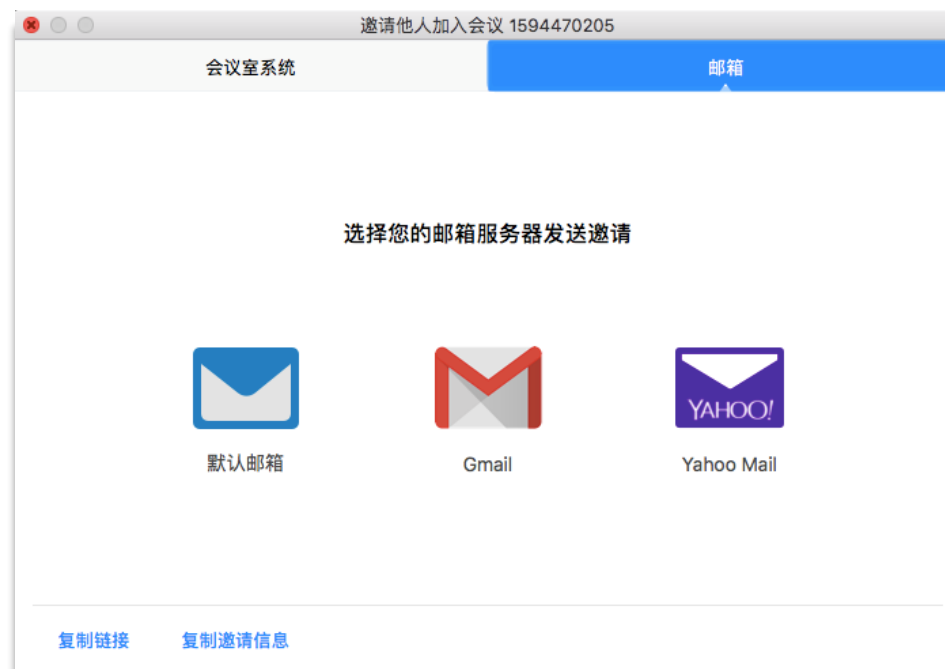 邀请他人加入会议 1594470205
会议室系统 邮箱
选择您的邮箱服务器发送邀请
YAHOO!
默认邮箱 Gmail Yahoo Mail
复制链接 复制邀请信息